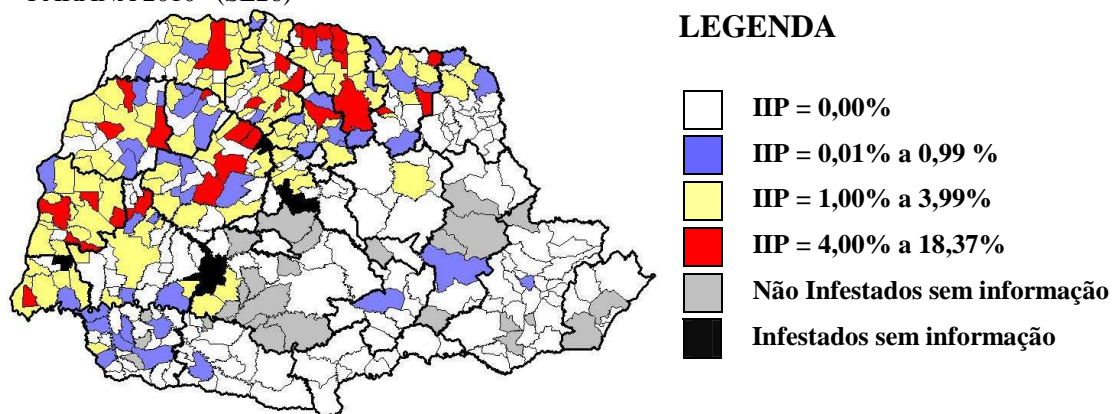 LEGENDA
IIP = 0,00%
IIP = 0,01% a 0,99 %
IIP = 1,00% a 3,99%
IIP = 4,00% a 18,37%
Não Infestados sem informação
Infestados sem informação